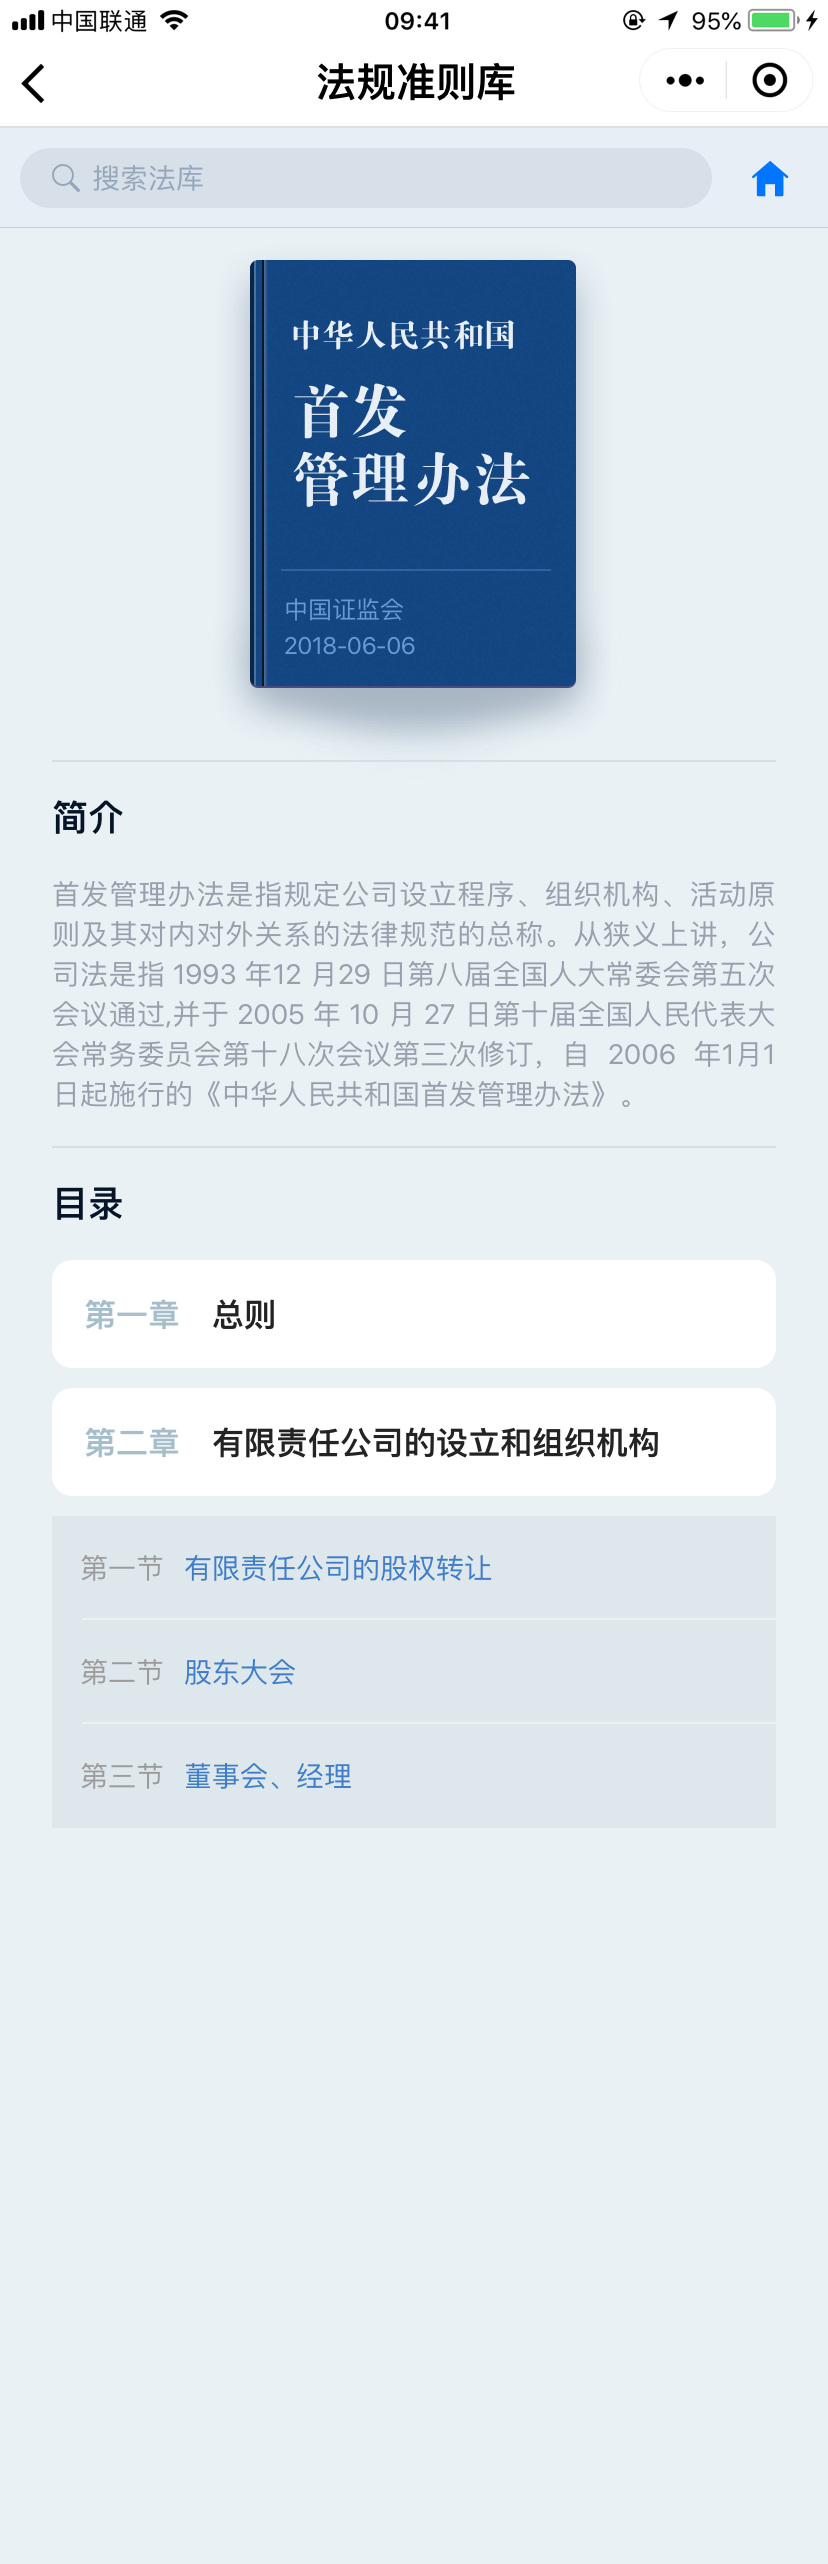 中国联通
09:41
95%
法规准则库
搜索法库
中华人民共和国
首发
管理办法
中国证监会
2018-06-06
简介
首发管理办法是指规定公司设立程序、组织机构、活动原
则及其对内对外关系的法律规范的总称。从狭义上讲，公
司法是指 1993 年12 月29 日第八届全国人大常委会第五次
会议通过,并于 2005 年 10 月 27 日第十届全国人民代表大
会常务委员会第十八次会议第三次修订，自 2006 年1月1
日起施行的《中华人民共和国首发管理办法》。
目录
第一章 总则
第二章 有限责任公司的设立和组织机构
第一节 有限责任公司的股权转让
第二节 股东大会
第三节 董事会、经理